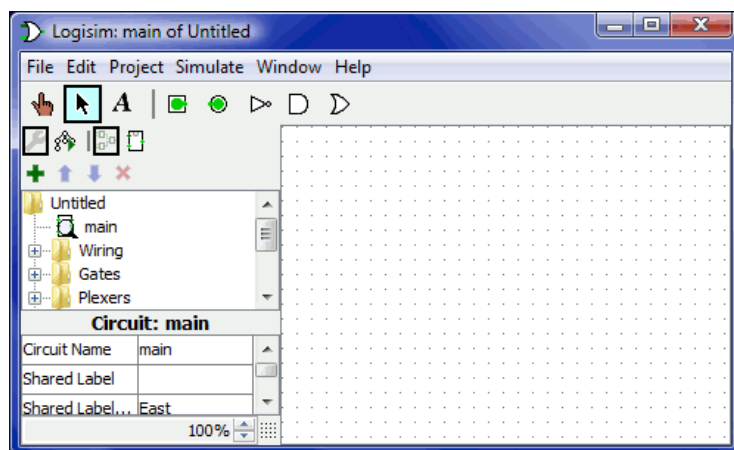 Logisim: main of Untitled
File Edit Project Simulate Window Help
A
Untitled
main
Wiring
Gates
Plexers
Circuit: main
Circuit Name main
Shared Label
Shared Label... East
100%